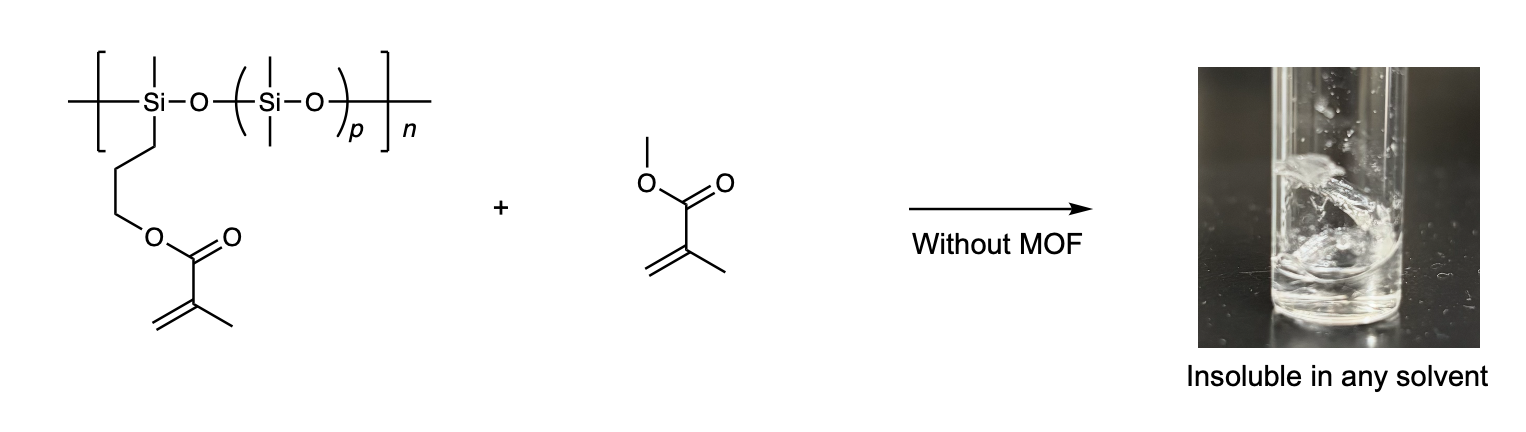 Si O Si O p n
O O
O O
+
Without MOF
Insoluble in any solvent